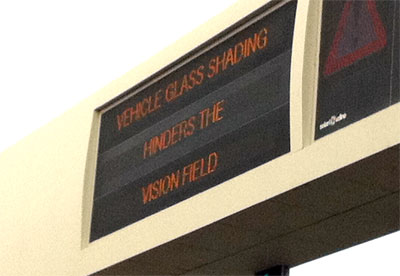 VEHICLE GLASS SHADING
HINDERS THE
VISION FIELD